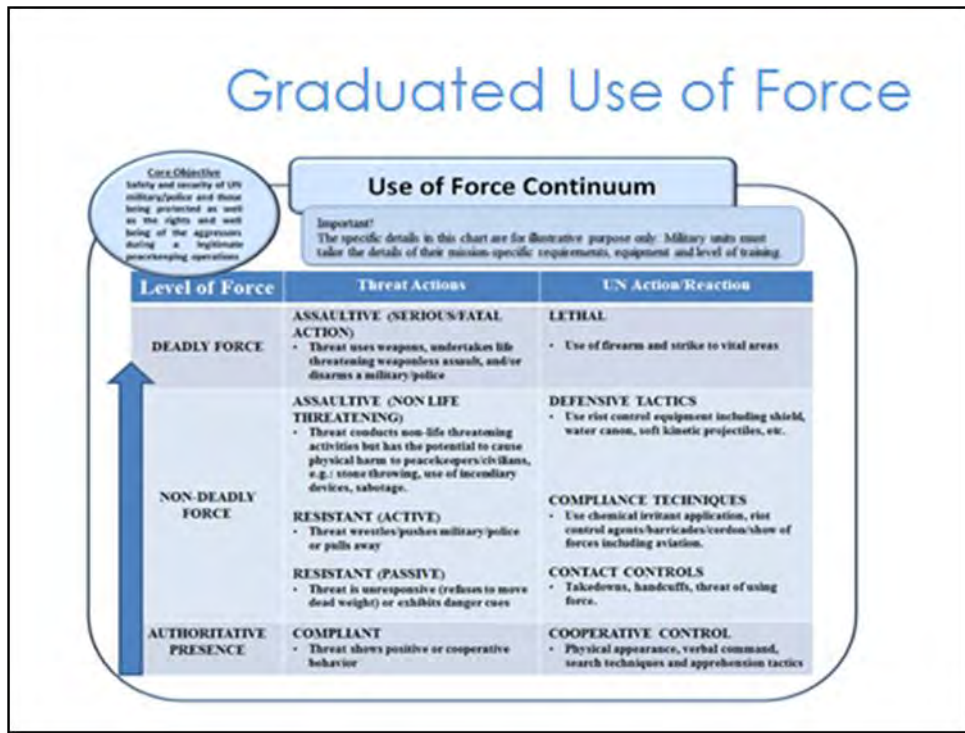 Graduated Use of Force
Core Objective
Safety and security of UN
military/police and those
being protected as well
as the rights and well
being of the aggressors
during a legitimate
peacekeeping operations
Use of Force Continuum
Important!
The specific details in this chart are for illustrative purpose only. Military units must
tailor the details of their mission-specific requirements, equipment and level of training.
Level of Force
Threat Actions
UN Action/Reaction
DEADLY FORCE
ASSAULTIVE (SERIOUS/FATAL
ACTION)
• Threat uses weapons, undertakes life
threatening weaponless assault, and/or
disarms a military/police
LETHAL
• Use of firearm and strike to vital areas
NON-DEADLY
FORCE
ASSAULTIVE (NON LIFE
THREATENING)
• Threat conducts non-life threatening
activities but has the potential to cause
physical harm to peacekeepers/civilians,
e.g.: stone throwing, use of incendiary
devices, sabotage.
RESISTANT (ACTIVE)
• Threat wrestles/pushes military/police
or pulls away
RESISTANT (PASSIVE)
• Threat is unresponsive (refuses to move
dead weight) or exhibits danger cues
DEFENSIVE TACTICS
• Use riot control equipment including shield,
water canon, soft kinetic projectiles, etc.
COMPLIANCE TECHNIQUES
• Use chemical irritant application, riot
control agents/barricades/cordon/show of
forces including aviation.
CONTACT CONTROLS
• Takedowns, handcuffs, threat of using
force.
AUTHORITATIVE
PRESENCE
COMPLIANT
• Threat shows positive or cooperative
behavior
COOPERATIVE CONTROL
• Physical appearance, verbal command,
search techniques and apprehension tactics